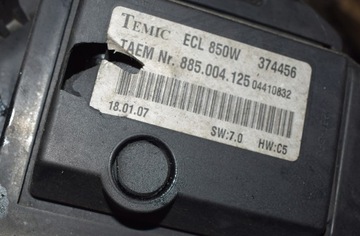 TEMIC ECL 850W 374456
TAEM Nr. 885.004.125 04410832
18.01.07 SW:7.0 HW:C5